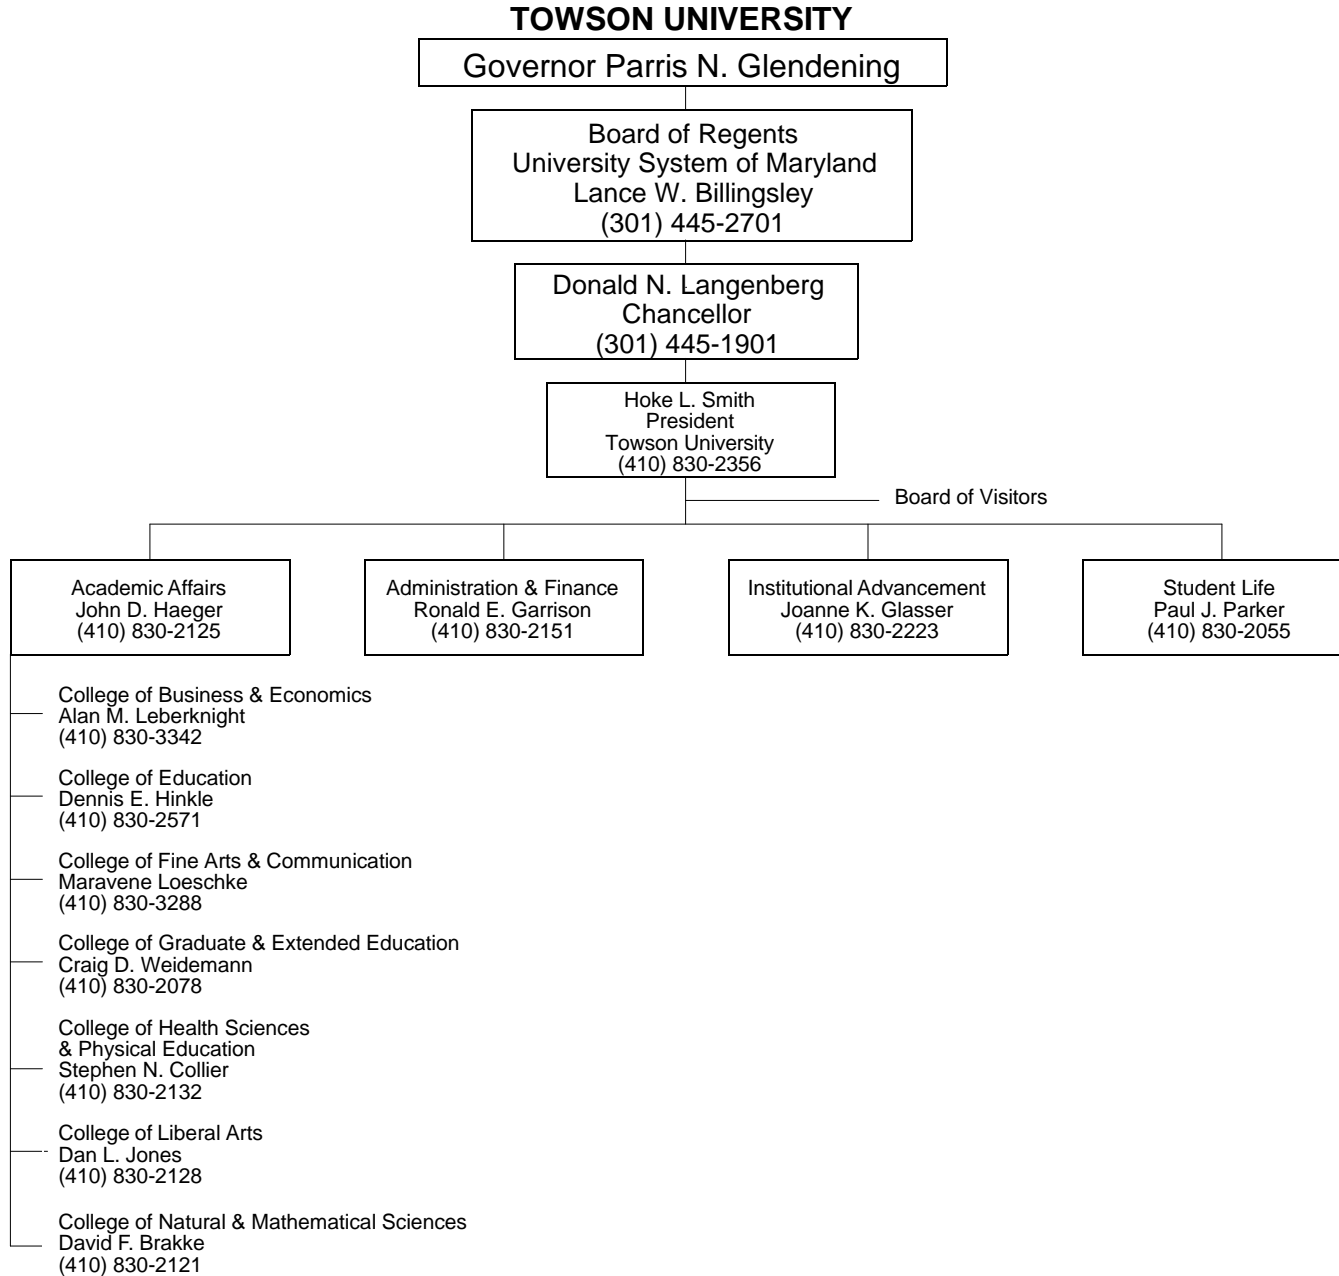 TOWSON UNIVERSITY
Governor Parris N. Glendening
Board of Regents
University System of Maryland
Lance W. Billingsley
(301) 445-2701
Donald N. Langenberg
Chancellor
(301) 445-1901
Hoke L. Smith
President
Towson University
(410) 830-2356
Board of Visitors
Academic Affairs
John D. Haeger
(410) 830-2125
Administration & Finance
Ronald E. Garrison
(410) 830-2151
Institutional Advancement
Joanne K. Glasser
(410) 830-2223
Student Life
Paul J. Parker
(410) 830-2055
College of Business & Economics
Alan M. Leberknight
(410) 830-3342
College of Education
Dennis E. Hinkle
(410) 830-2571
College of Fine Arts & Communication
Maravene Loeschke
(410) 830-3288
College of Graduate & Extended Education
Craig D. Weidemann
(410) 830-2078
College of Health Sciences
& Physical Education
Stephen N. Collier
(410) 830-2132
College of Liberal Arts
Dan L. Jones
(410) 830-2128
College of Natural & Mathematical Sciences
David F. Brakke
(410) 830-2121